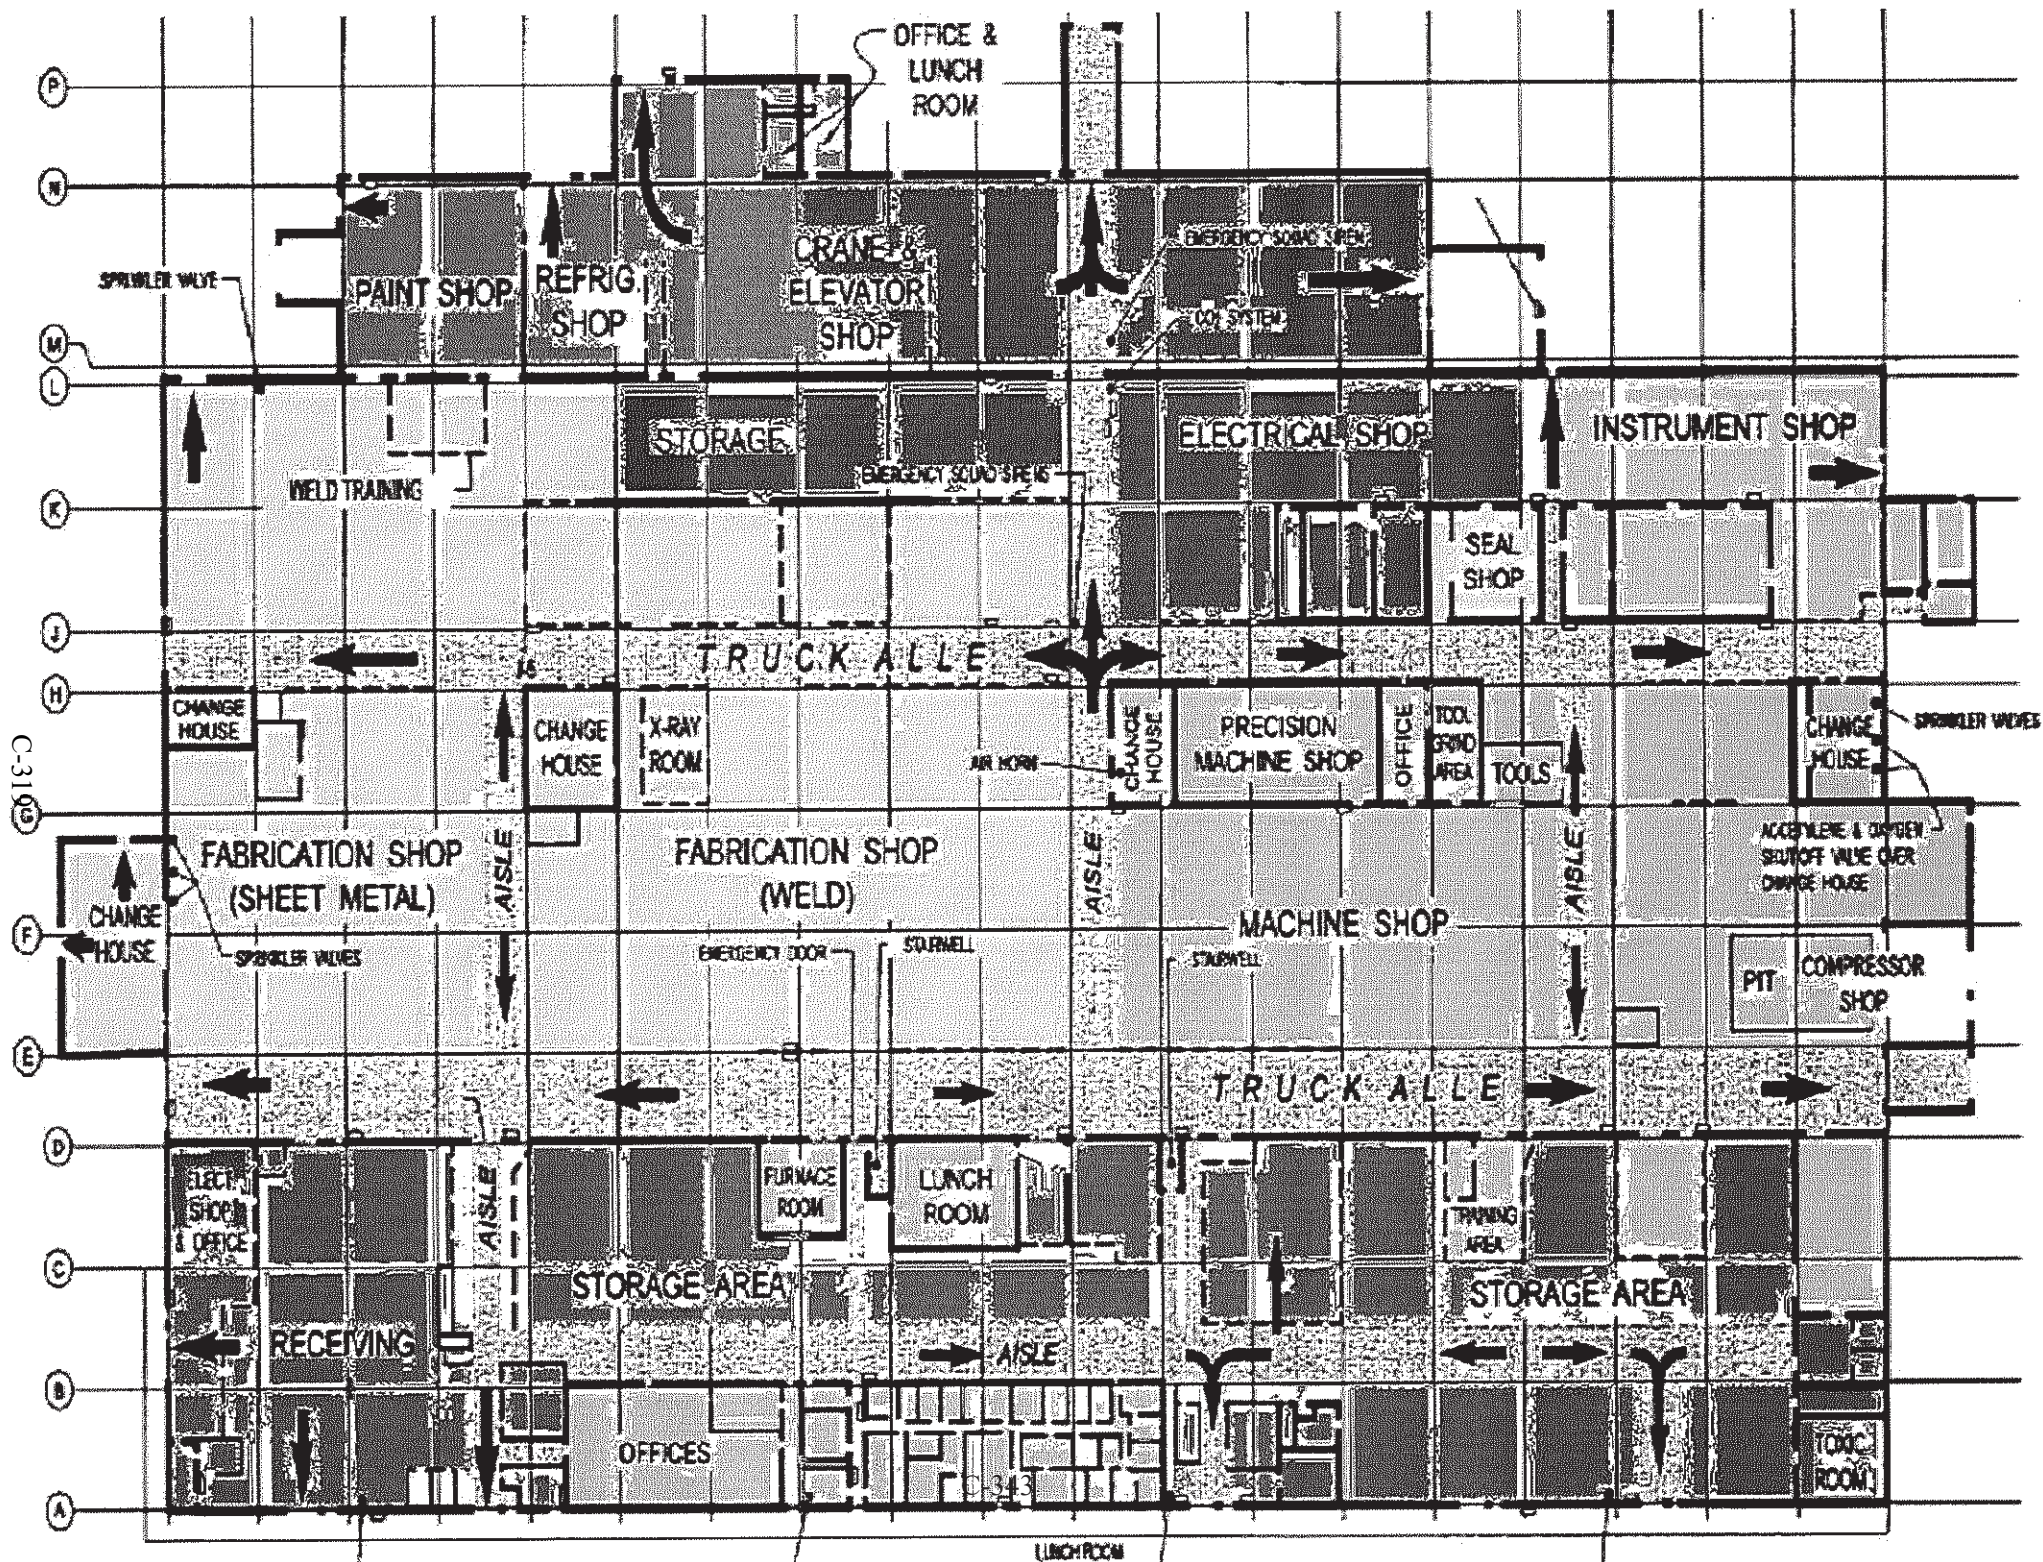 OFFICE &
LUNCH
ROOM
P
N
EMERGENCY SQUAD SIREN
CRANE &
ELEVATOR
SHOP
REFRIG.
SHOP
PAINT SHOP
SPRINKLER VALVE
CO2 SYSTEM
M
L
STORAGE
ELECTRICAL SHOP
INSTRUMENT SHOP
EMERGENCY SQUAD SIRENS
WELD TRAINING
K
SEAL
SHOP
J
TRUCK ALLE
H
CHANGE
HOUSE
CHANGE
HOUSE
X-RAY
ROOM
AIR HORN
CHANGE
HOUSE
PRECISION
MACHINE SHOP
OFFICE
TOOL
GRIND
AREA
TOOLS
CHANGE
HOUSE
SPRINKLER VALVES
C-310
G
FABRICATION SHOP
(SHEET METAL)
AISLE
FABRICATION SHOP
(WELD)
AISLE
MACHINE SHOP
AISLE
ACCETYLENE & OXYGEN
SHUTOFF VALVE OVER
CHANGE HOUSE
CHANGE
HOUSE
F
SPRINKLER VALVES
EMERGENCY DOOR
STAIRWELL
STAIRWELL
PIT
COMPRESSOR
SHOP
E
TRUCK ALLE
D
ELECT.
SHOP
& OFFICE
AISLE
FURNACE
ROOM
LUNCH
ROOM
TRAINING
AREA
C
STORAGE AREA
STORAGE AREA
RECEIVING
AISLE
B
OFFICES
C-343
TOXIC
ROOM
A
LUNCH ROOM